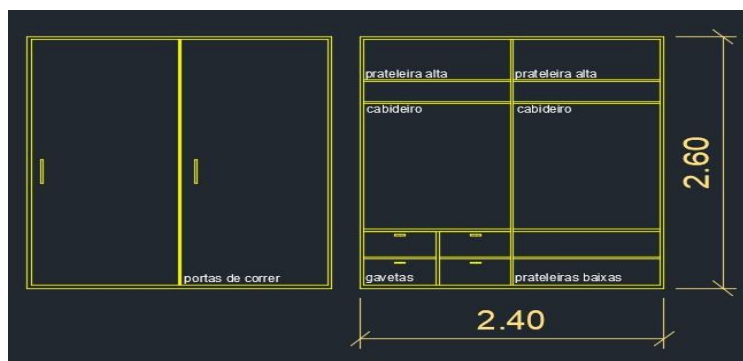 prateleira alta
prateleira alta
cabideiro
cabideiro
2.60
portas de correr
gavetas
prateleiras baixas
2.40